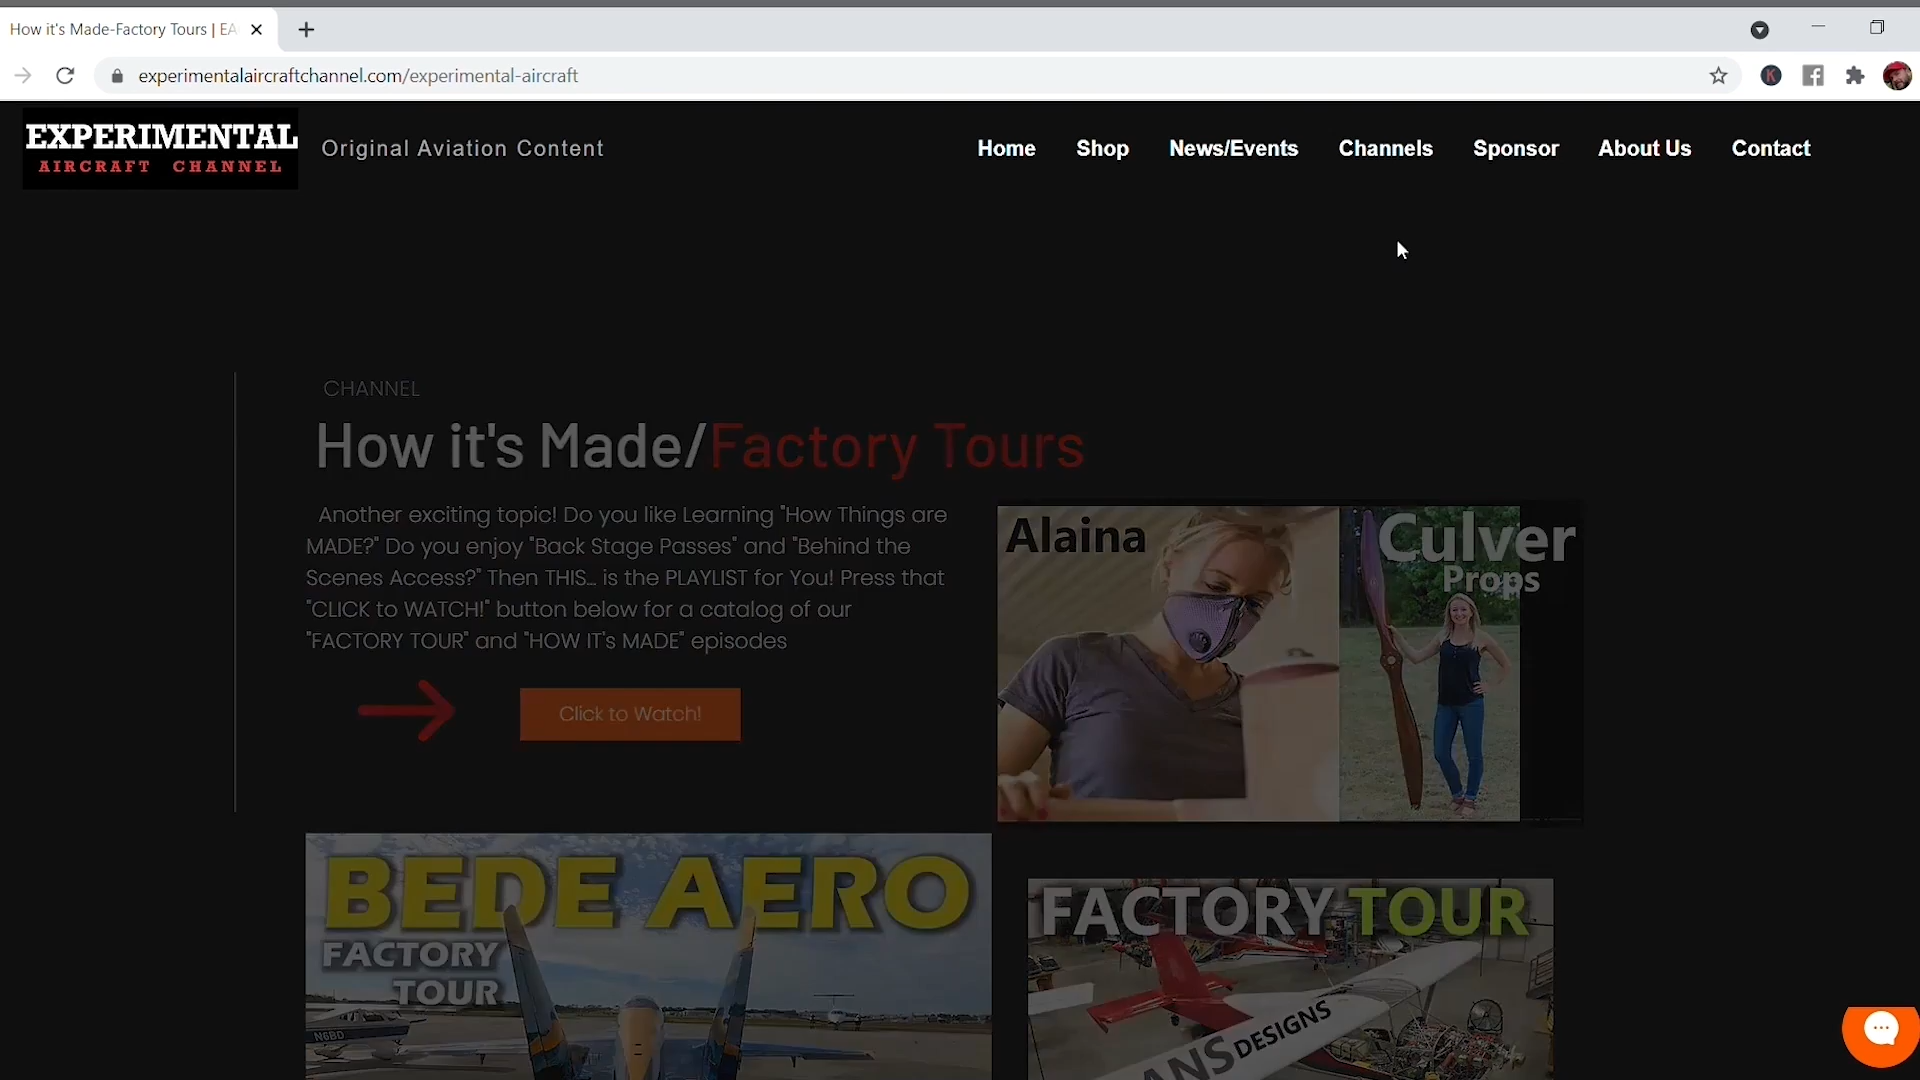 How it's Made-Factory Tours | EA
experimentalaircraftchannel.com/experimental-aircraft
K
EXPERIMENTAL
AIRCRAFT CHANNEL
Original Aviation Content
Home
Shop
News/Events
Channels
Sponsor
About Us
Contact
CHANNEL
How it's Made/Factory Tours
Another exciting topic! Do you like Learning "How Things are
MADE?" Do you enjoy "Back Stage Passes" and "Behind the
Scenes Access?" Then THIS... is the PLAYLIST for You! Press that
"CLICK to WATCH!" button below for a catalog of our
"FACTORY TOUR" and "HOW IT's MADE" episodes
Click to Watch!
Alaina
Culver
Props
BEDE AERO
FACTORY
TOUR
N6BD
FACTORY TOUR
ANS DESIGNS